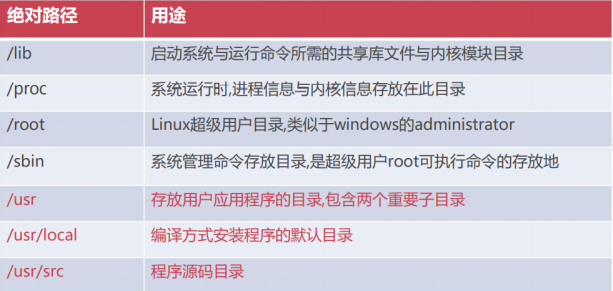 绝对路径 用途
/lib 启动系统与运行命令所需的共享库文件与内核模块目录
/proc 系统运行时,进程信息与内核信息存放在此目录
/root Linux超级用户目录,类似于windows的administrator
/sbin 系统管理命令存放目录,是超级用户root可执行命令的存放地
/usr 存放用户应用程序的目录,包含两个重要子目录
/usr/local 编译方式安装程序的默认目录
/usr/src 程序源码目录